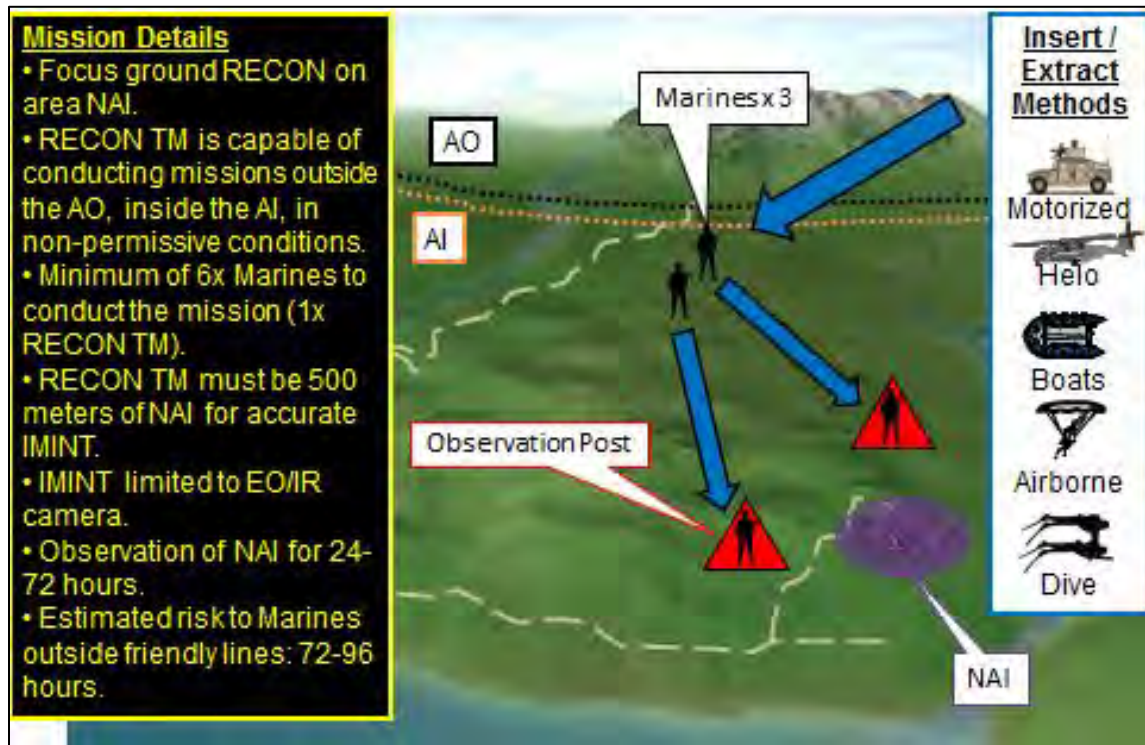 Mission Details
• Focus ground RECON on
area NAI.
• RECON TM is capable of
conducting missions outside
the AO, inside the AI, in
non-permissive conditions.
• Minimum of 6x Marines to
conduct the mission (1x
RECON TM).
• RECON TM must be 500
meters of NAI for accurate
IMINT.
• IMINT limited to EO/IR
camera.
• Observation of NAI for 24-
72 hours.
• Estimated risk to Marines
outside friendly lines: 72-96
hours.
Marines x 3
AO
AI
Observation Post
NAI
Insert /
Extract
Methods
Motorized
Helo
Boats
Airborne
Dive